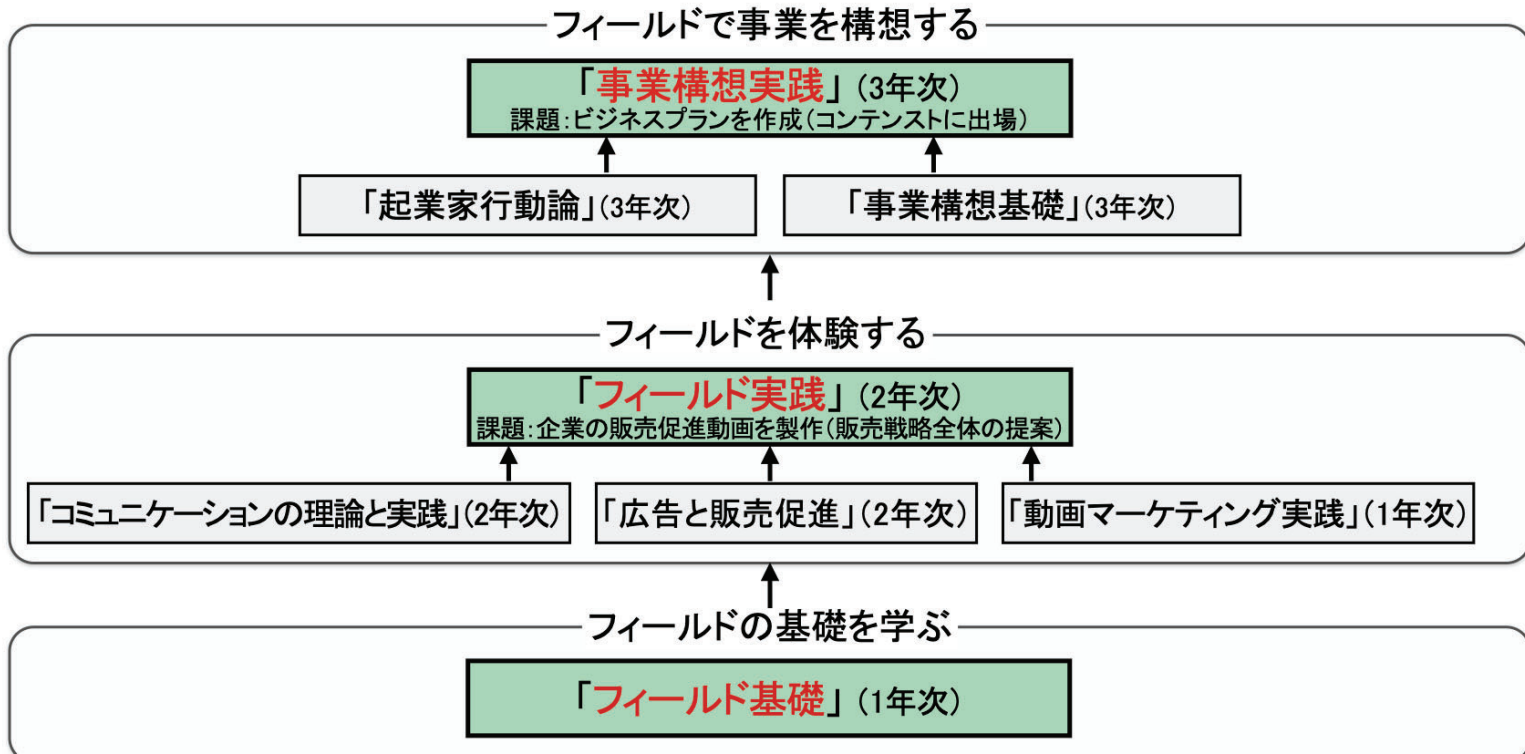 フィールドで事業を構想する
「事業構想実践」(3年次)
課題:ビジネスプランを作成(コンテンストに出場)
「起業家行動論」(3年次)
「事業構想基礎」(3年次)
フィールドを体験する
「フィールド実践」(2年次)
課題:企業の販売促進動画を製作(販売戦略全体の提案)
「コミュニケーションの理論と実践」(2年次)
「広告と販売促進」(2年次)
「動画マーケティング実践」(1年次)
フィールドの基礎を学ぶ
「フィールド基礎」(1年次)